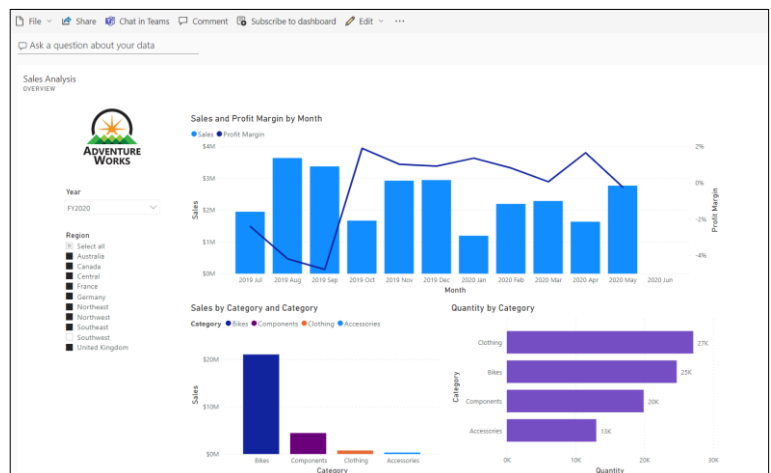 File Share Chat in Teams Comment Subscribe to dashboard Edit ...
Ask a question about your data
Sales Analysis
OVERVIEW
ADVENTURE
WORKS
Year
FY2020
Region
Select all
Australia
Canada
Central
France
Germany
Northeast
Northwest
Southeast
Southwest
United Kingdom
Sales and Profit Margin by Month
Sales Profit Margin
$4M
$3M
$2M
$1M
$0M
Sales
2%
0%
-2%
-4%
Profit Margin
2019 Jul 2019 Aug 2019 Sep 2019 Oct 2019 Nov 2019 Dec 2020 Jan 2020 Feb 2020 Mar 2020 Apr 2020 May 2020 Jun
Month
Sales by Category and Category
Category Bikes Components Clothing Accessories
$20M
$10M
$0M
Sales
Bikes Components Clothing Accessories
Category
Quantity by Category
Category
Clothing 27K
Bikes 25K
Components 20K
Accessories 13K
0K 10K 20K 30K
Quantity